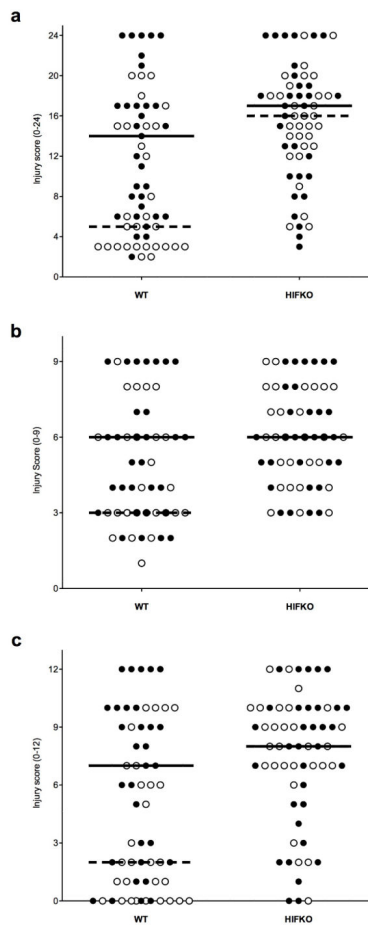 a
Injury score (0-24)
24
20
16
12
8
4
0
WT HIFKO
b
Injury Score (0-9)
9
6
3
0
WT HIFKO
c
Injury score (0-12)
12
9
6
3
0
WT HIFKO